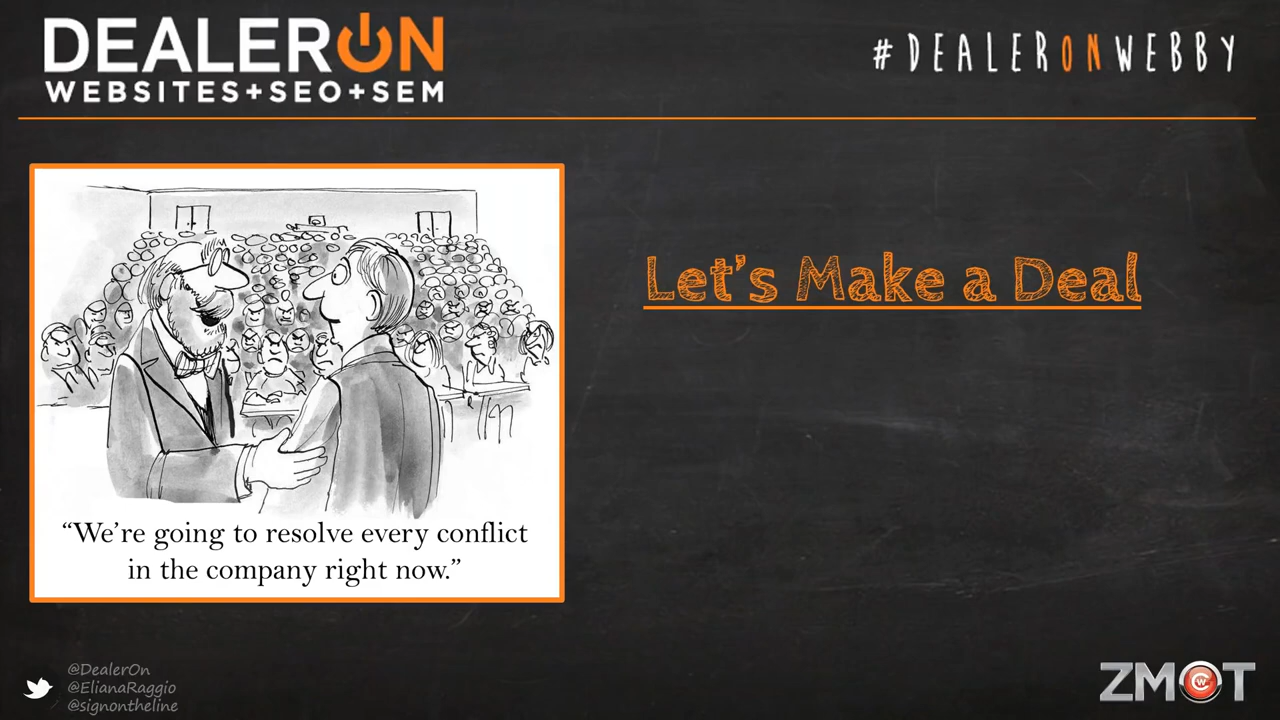 DEALERON
WEBSITES+SEO+SEM
#DEALERONWEBBY
Let's Make a Deal
“We’re going to resolve every conflict
in the company right now.”
@DealerOn
@ElianaRaggio
@signontheline
ZMOT